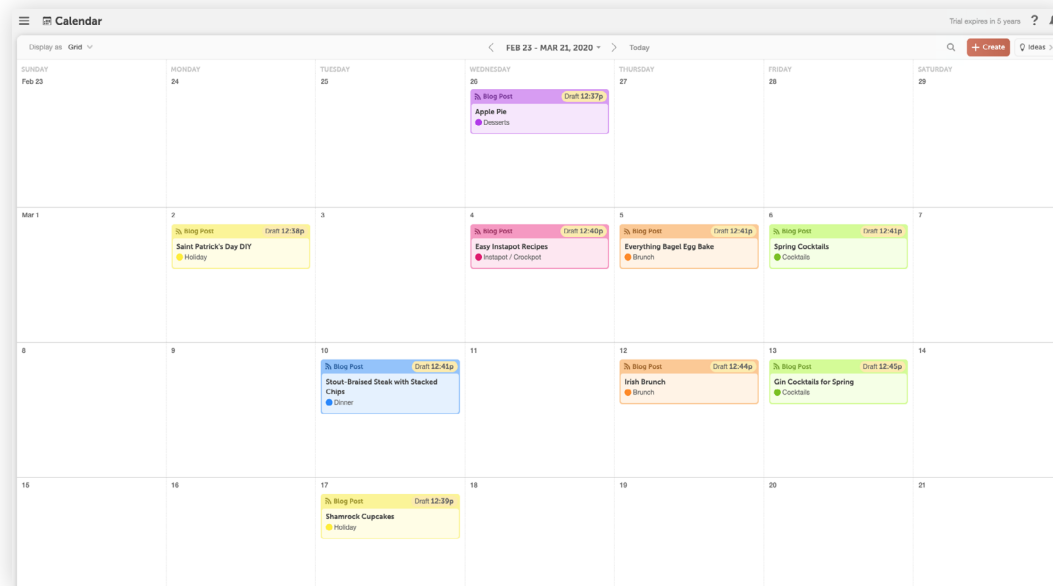 Calendar
Trial expires in 5 years ?
Display as Grid
FEB 23 - MAR 21, 2020
Today
+ Create
Ideas
SUNDAY MONDAY TUESDAY WEDNESDAY THURSDAY FRIDAY SATURDAY
Feb 23 24 25 26 27 28 29
Blog Post Draft 12:37p
Apple Pie
Desserts
Mar 1 2 3 4 5 6 7
Blog Post Draft 12:38p
Saint Patrick's Day DIY
Holiday
Blog Post Draft 12:40p
Easy Instapot Recipes
Instapot / Crockpot
Blog Post Draft 12:41p
Everything Bagel Egg Bake
Brunch
Blog Post Draft 12:41p
Spring Cocktails
Cocktails
8 9 10 11 12 13 14
Blog Post Draft 12:41p
Stout-Braised Steak with Stacked
Chips
Dinner
Blog Post Draft 12:44p
Irish Brunch
Brunch
Blog Post Draft 12:45p
Gin Cocktails for Spring
Cocktails
15 16 17 18 19 20 21
Blog Post Draft 12:39p
Shamrock Cupcakes
Holiday